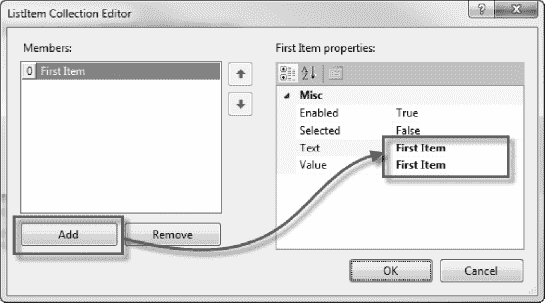 ListItem Collection Editor
Members:
0 First Item
Add
Remove
First Item properties:
Misc
Enabled True
Selected False
Text First Item
Value First Item
OK
Cancel